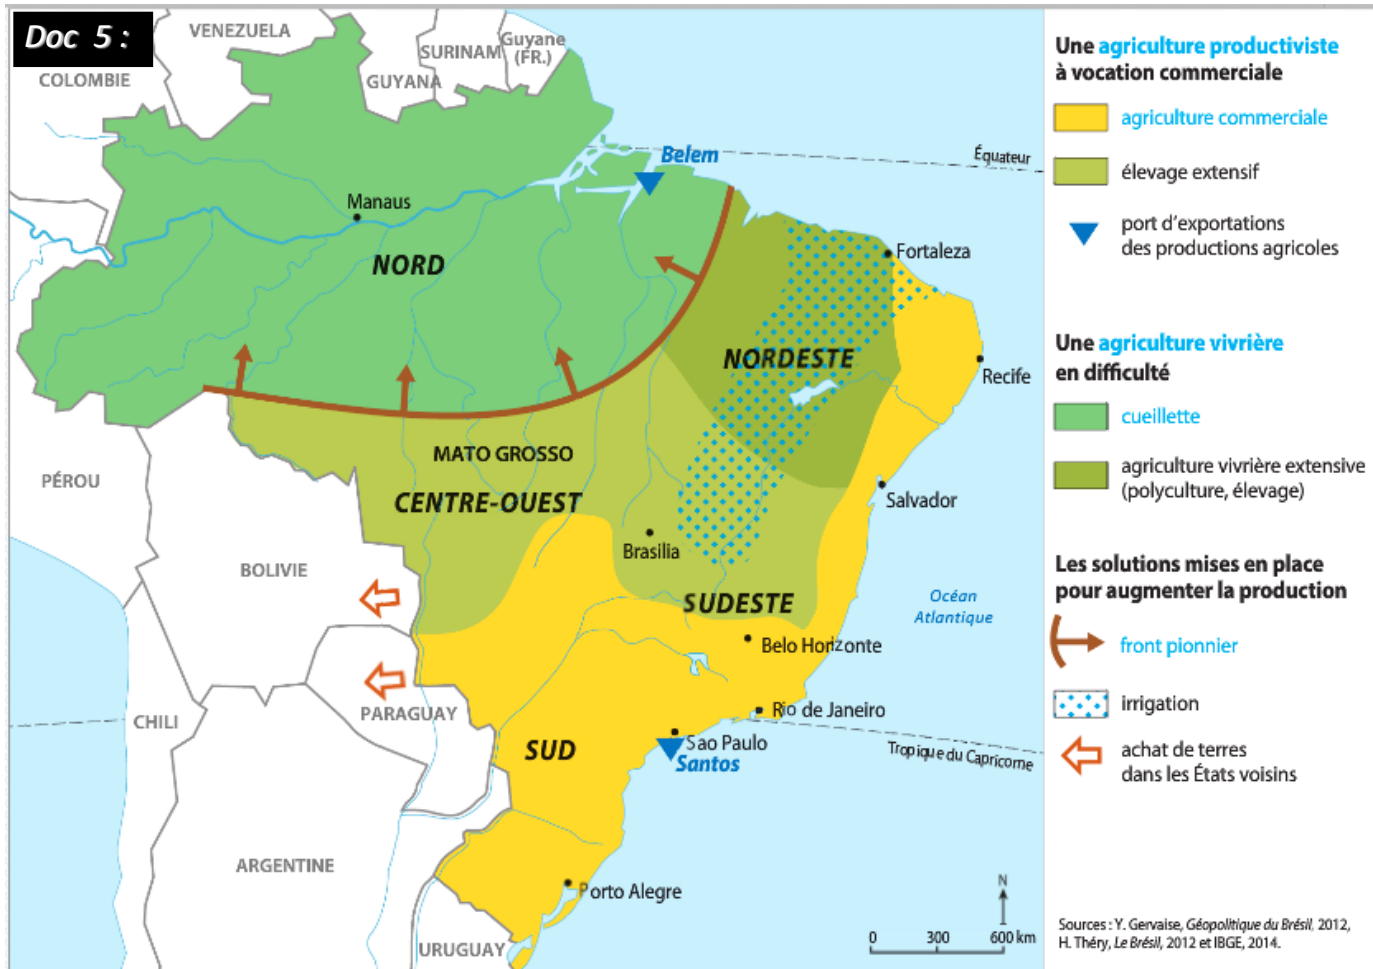 Doc 5 :
VENEZUELA
COLOMBIE
SURINAM
Guyane
(FR.)
GUYANA
Belem
Équateur
Manaus
NORD
Fortaleza
NORDESTE
Recife
MATO GROSSO
CENTRE-OUEST
PÉROU
Salvador
Brasilia
BOLIVIE
SUDESTE
Océan
Atlantique
Belo Horizonte
PARAGUAY
CHILI
Rio de Janeiro
Sao Paulo
SUD
Santos
Tropique du Capricorne
ARGENTINE
Porto Alegre
URUGUAY
N
0 300 600 km
Une agriculture productiviste
à vocation commerciale
agriculture commerciale
élevage extensif
port d'exportations
des productions agricoles
Une agriculture vivrière
en difficulté
cueillette
agriculture vivrière extensive
(polyculture, élevage)
Les solutions mises en place
pour augmenter la production
front pionnier
irrigation
achat de terres
dans les États voisins
Sources : Y. Gervaise, Géopolitique du Brésil, 2012,
H. Théry, Le Brésil, 2012 et IBGE, 2014.